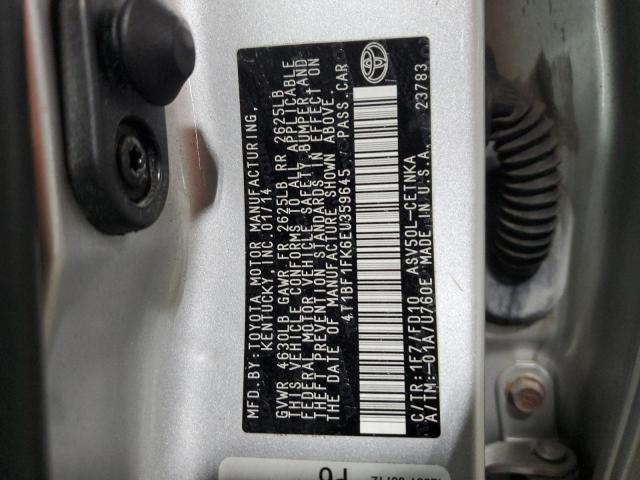 MFD.BY:TOYOTA MOTOR MANUFACTURING,
KENTUCKY, INC.01/14
GVWR 4630LB GAWR FR 2625LB RR 2625LB
THIS VEHICLE CONFORMS TO ALL APPLICABLE
FEDERAL MOTOR VEHICLE SAFETY, BUMPER, AND
THEFT PREVENTION STANDARDS IN EFFECT ON
THE DATE OF MANUFACTURE SHOWN ABOVE.
4T1BF1FK6EU359645 PASS.CAR
C/TR:1F7/FD10 ASV50L-CETNKA
A/TM:-01A/U760E MADE IN U.S.A. 23783